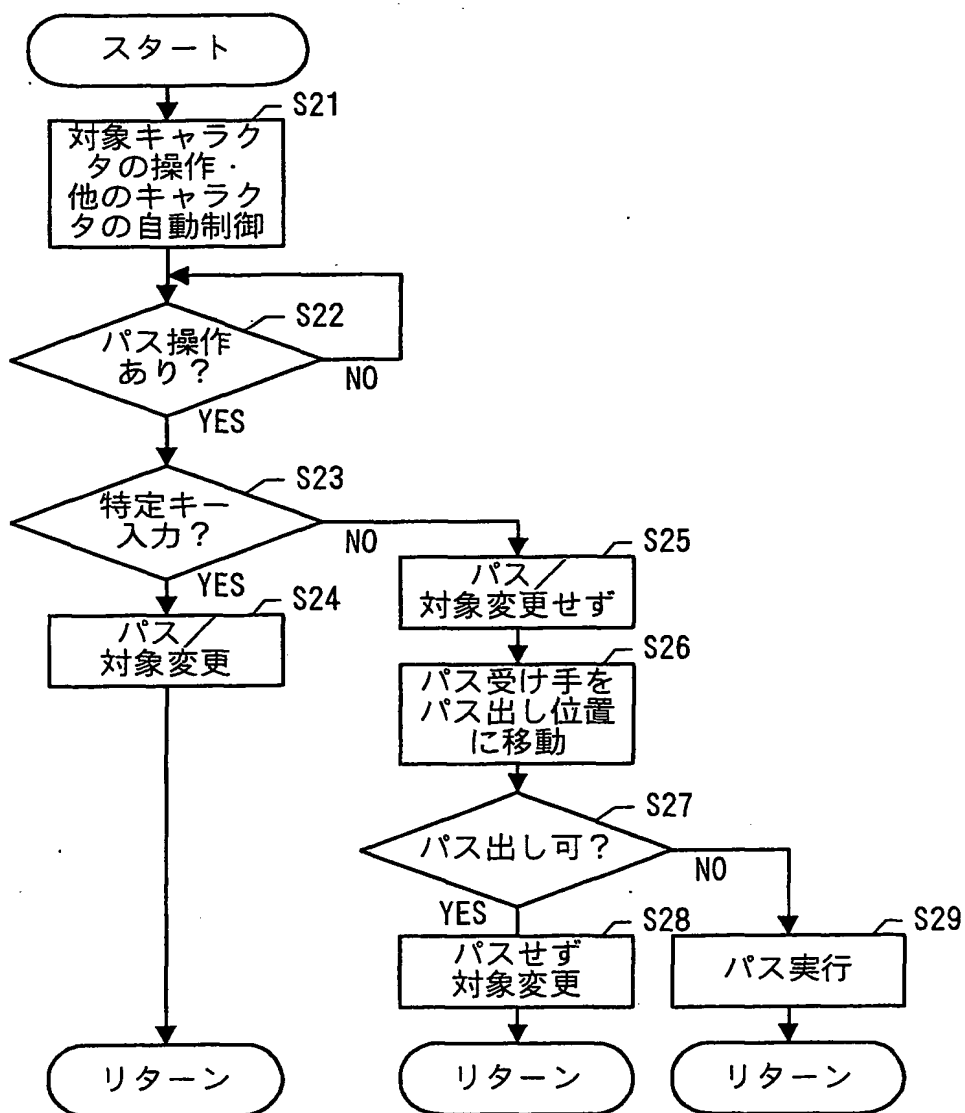 スタート
S21
対象キャラク
タの操作・
他のキャラク
タの自動制御
S22
パス操作
あり？
NO
YES
S23
特定キー
入力？
NO
YES
S24
パス／
対象変更
S25
パス／
対象変更せず
S26
パス受け手を
パス出し位置
に移動
S27
パス出し可？
NO
YES
S28
パスせず
対象変更
S29
パス実行
リターン
リターン
リターン